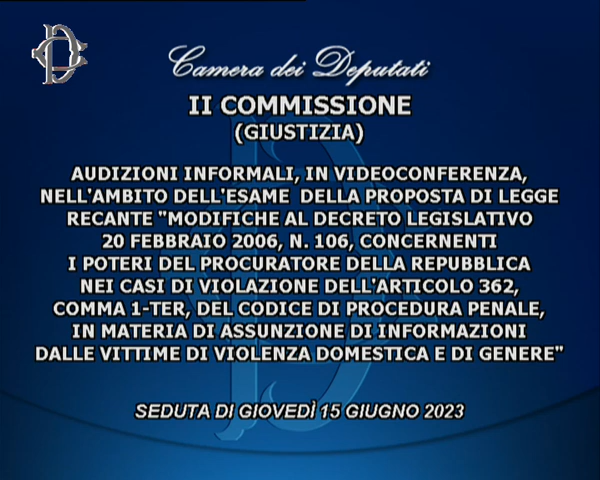 Camera dei Deputati
II COMMISSIONE
(GIUSTIZIA)
AUDIZIONI INFORMALI, IN VIDEOCONFERENZA,
NELL'AMBITO DELL'ESAME DELLA PROPOSTA DI LEGGE
RECANTE "MODIFICHE AL DECRETO LEGISLATIVO
20 FEBBRAIO 2006, N. 106, CONCERNENTI
I POTERI DEL PROCURATORE DELLA REPUBBLICA
NEI CASI DI VIOLAZIONE DELL'ARTICOLO 362,
COMMA 1-TER, DEL CODICE DI PROCEDURA PENALE,
IN MATERIA DI ASSUNZIONE DI INFORMAZIONI
DALLE VITTIME DI VIOLENZA DOMESTICA E DI GENERE"
SEDUTA DI GIOVEDÌ 15 GIUGNO 2023